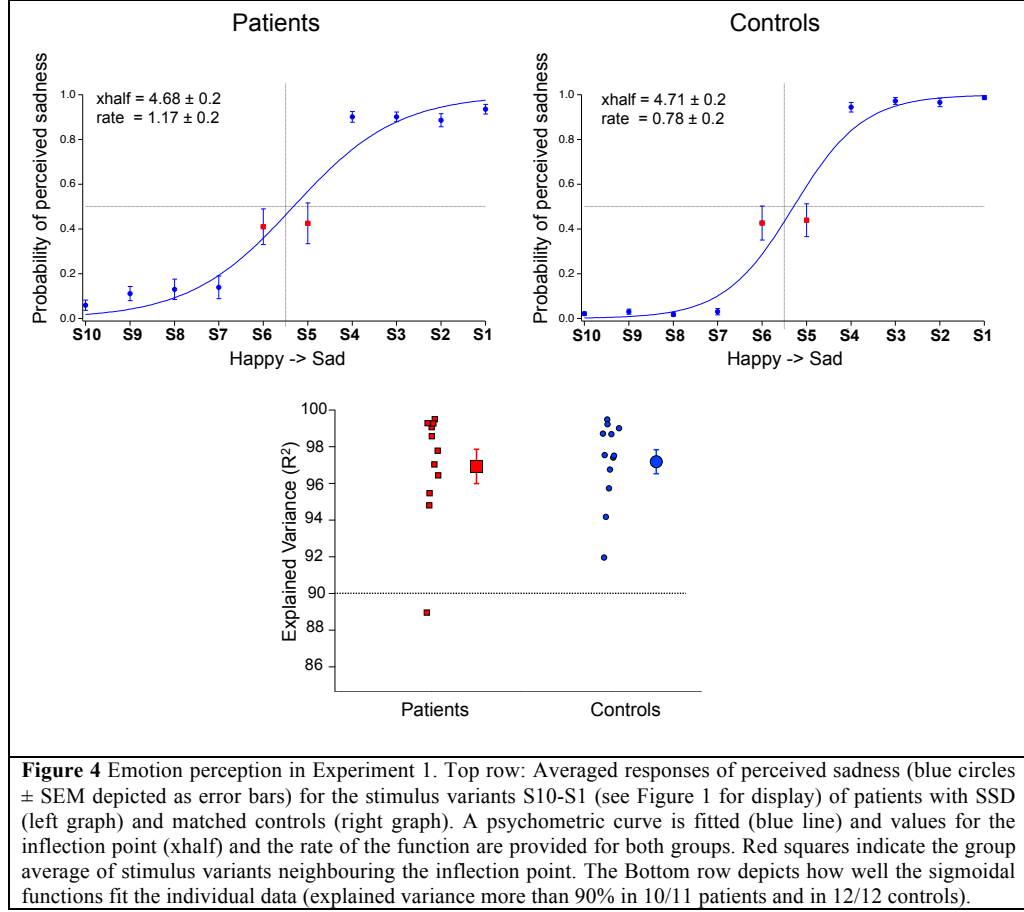 Patients
Controls
Probability of perceived sadness
1.0
0.8
0.6
0.4
0.2
0.0
xhalf = 4.68 ± 0.2
rate = 1.17 ± 0.2
S10 S9 S8 S7 S6 S5 S4 S3 S2 S1
Happy -> Sad
Probability of perceived sadness
1.0
0.8
0.6
0.4
0.2
0.0
xhalf = 4.71 ± 0.2
rate = 0.78 ± 0.2
S10 S9 S8 S7 S6 S5 S4 S3 S2 S1
Happy -> Sad
Explained Variance (R²)
100
98
96
94
92
90
88
86
Patients Controls
Figure 4 Emotion perception in Experiment 1. Top row: Averaged responses of perceived sadness (blue circles
± SEM depicted as error bars) for the stimulus variants S10-S1 (see Figure 1 for display) of patients with SSD
(left graph) and matched controls (right graph). A psychometric curve is fitted (blue line) and values for the
inflection point (xhalf) and the rate of the function are provided for both groups. Red squares indicate the group
average of stimulus variants neighbouring the inflection point. The Bottom row depicts how well the sigmoidal
functions fit the individual data (explained variance more than 90% in 10/11 patients and in 12/12 controls).